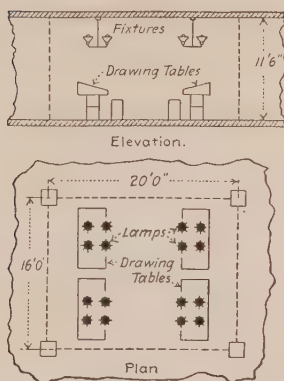 Fixtures
Drawing Tables
11'6"
Elevation.
20'0"
16'0"
Lamps
Drawing
Tables
Plan